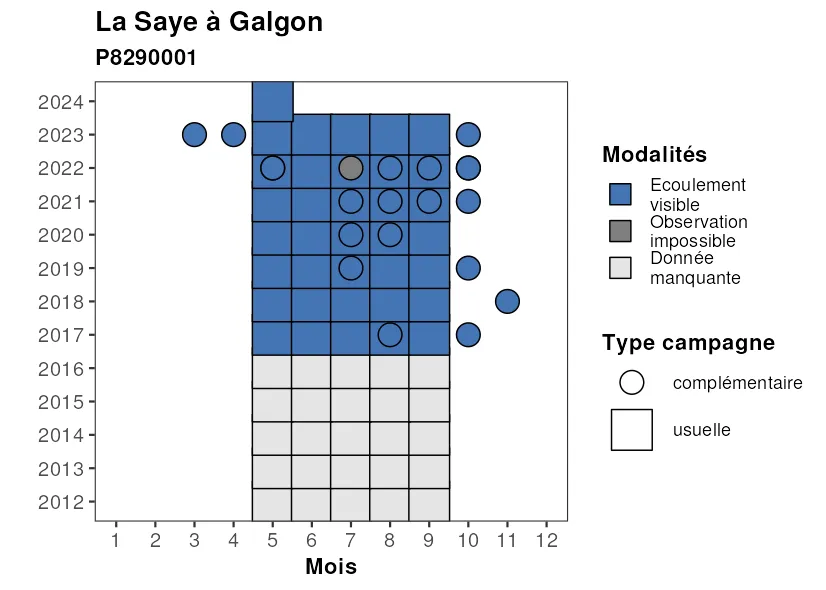 La Saye à Galgon
P8290001
2024
2023
2022
2021
2020
2019
2018
2017
2016
2015
2014
2013
2012
1 2 3 4 5 6 7 8 9 10 11 12
Mois
Modalités
Ecoulement
visible
Observation
impossible
Donnée
manquante
Type campagne
complémentaire
usuelle